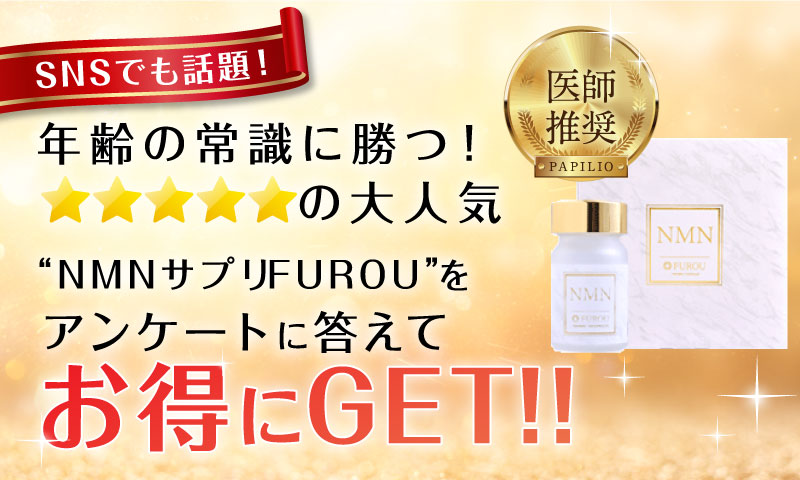 SNSでも話題!
年齢の常識に勝つ!
の大人気
“NMNサプリFUROU”を
アンケートに答えて
お得にGET!!
医師
推奨
PAPILIO
NMN
FUROU
NMN
FUROU